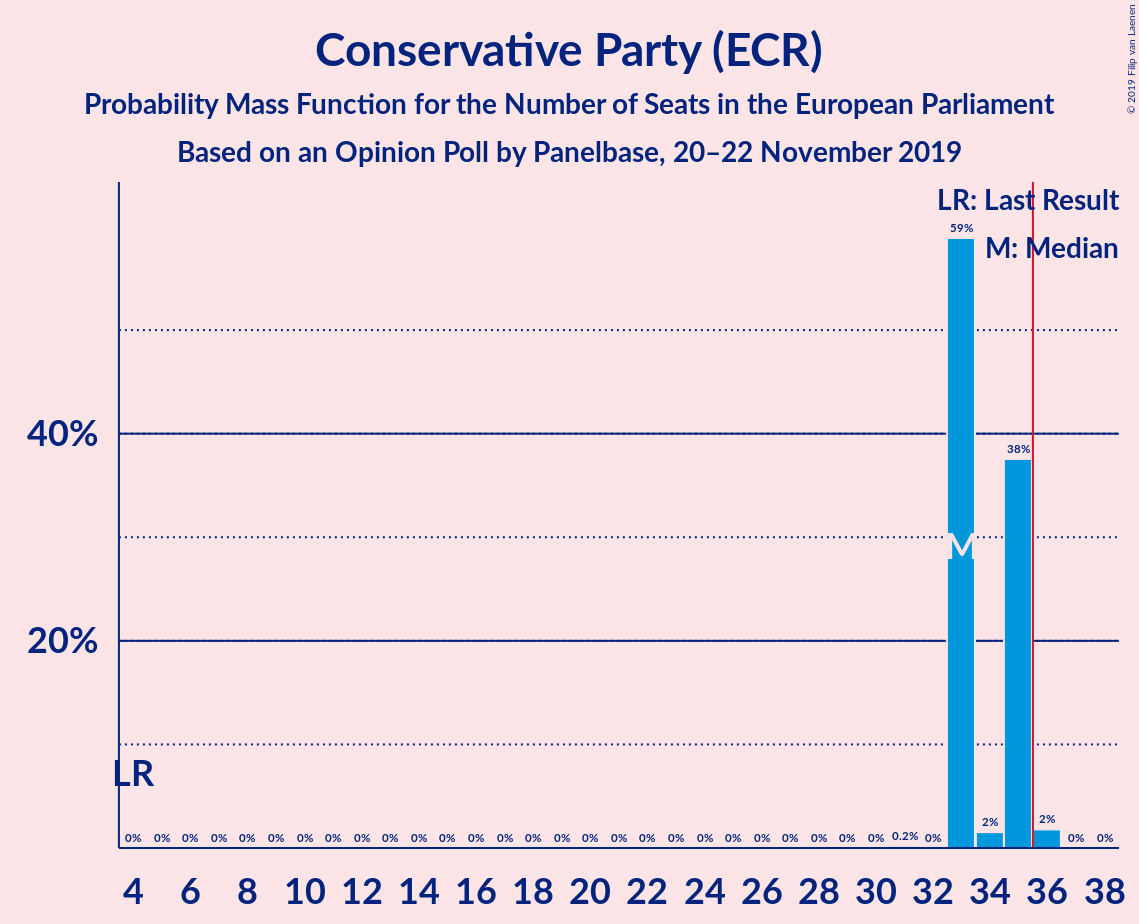 Conservative Party (ECR)
Probability Mass Function for the Number of Seats in the European Parliament
Based on an Opinion Poll by Panelbase, 20–22 November 2019
© 2019 Filip van Laenen
LR: Last Result
M: Median
59%
40%
38%
M
20%
LR
0% 0% 0% 0% 0% 0% 0% 0% 0% 0% 0% 0% 0% 0% 0% 0% 0% 0% 0% 0% 0% 0% 0% 0% 0% 0% 0% 0.2% 0% 2% 2% 0% 0%
4 6 8 10 12 14 16 18 20 22 24 26 28 30 32 34 36 38